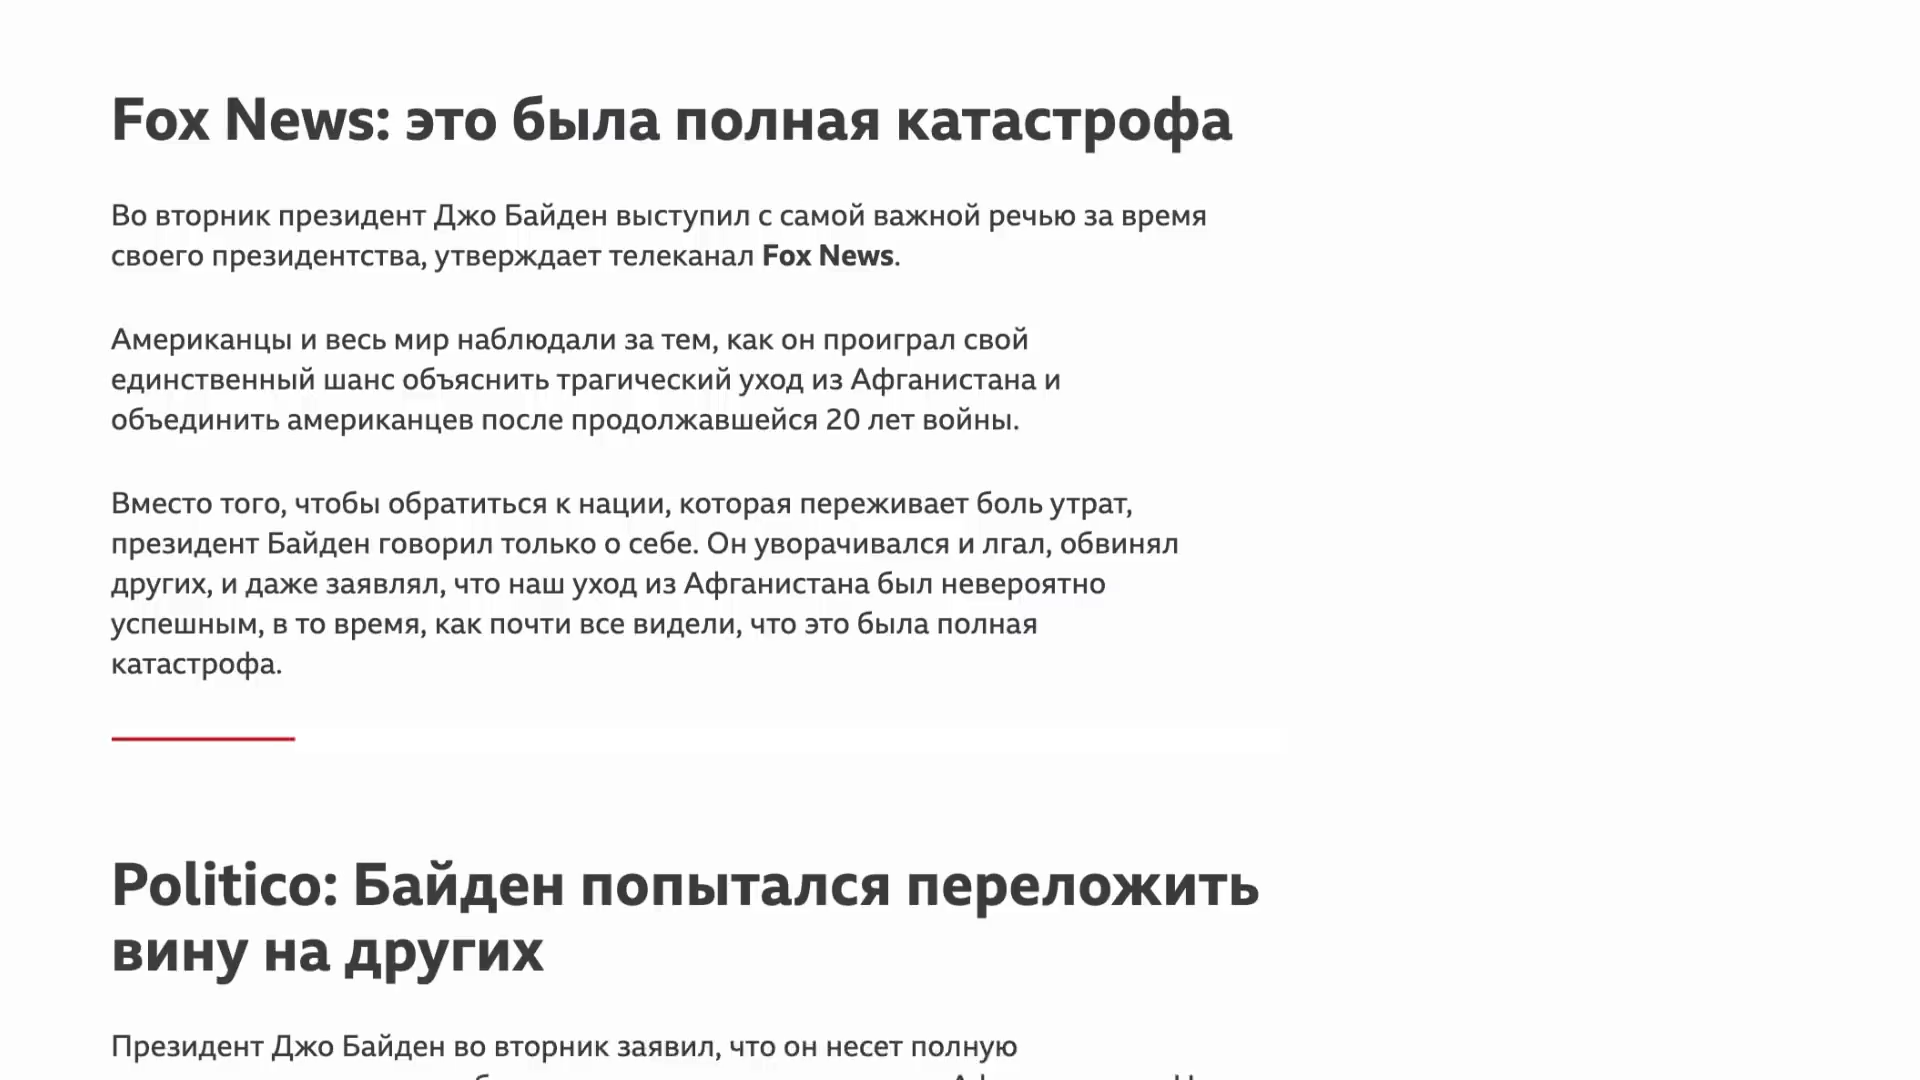 Fox News: это была полная катастрофа
Во вторник президент Джо Байден выступил с самой важной речью за время
своего президентства, утверждает телеканал Fox News.
Американцы и весь мир наблюдали за тем, как он проиграл свой
единственный шанс объяснить трагический уход из Афганистана и
объединить американцев после продолжавшейся 20 лет войны.
Вместо того, чтобы обратиться к нации, которая переживает боль утрат,
президент Байден говорил только о себе. Он уворачивался и лгал, обвинял
других, и даже заявлял, что наш уход из Афганистана был невероятно
успешным, в то время, как почти все видели, что это была полная
катастрофа.
Politico: Байден попытался переложить
вину на других
Президент Джо Байден во вторник заявил, что он несет полную